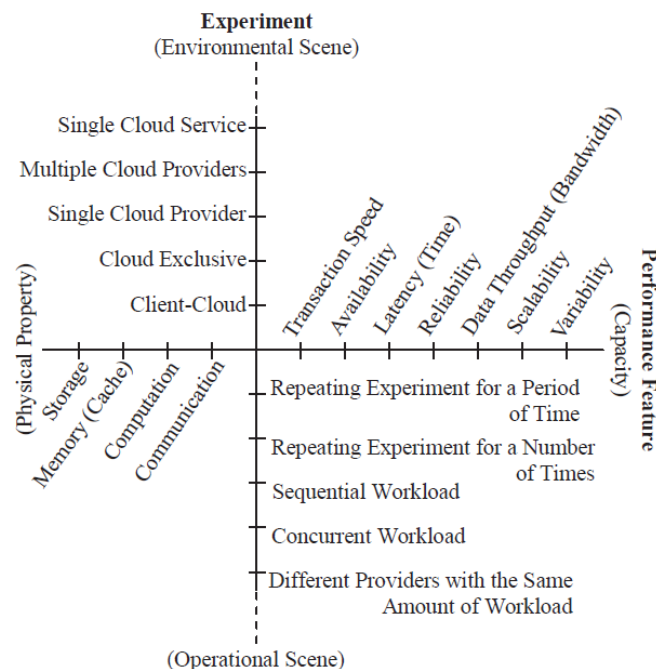 Experiment
(Environmental Scene)
Single Cloud Service
Multiple Cloud Providers
Single Cloud Provider
Cloud Exclusive
Client-Cloud
Transaction Speed
Availability
Latency (Time)
Reliability
Data Throughput (Bandwidth)
Scalability
Variability
Performance Feature
(Capacity)
(Physical Property)
Storage
Memory (Cache)
Computation
Communication
Repeating Experiment for a Period
of Time
Repeating Experiment for a Number
of Times
Sequential Workload
Concurrent Workload
Different Providers with the Same
Amount of Workload
(Operational Scene)